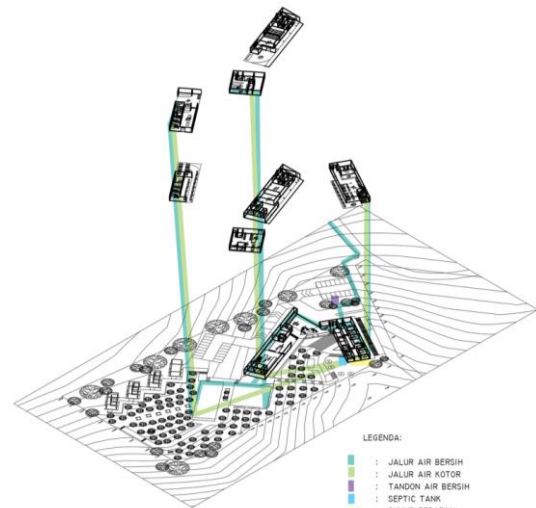 LEGENDA:
: JALUR AIR BERSIH
: JALUR AIR KOTOR
: TANDON AIR BERSIH
: SEPTIC TANK